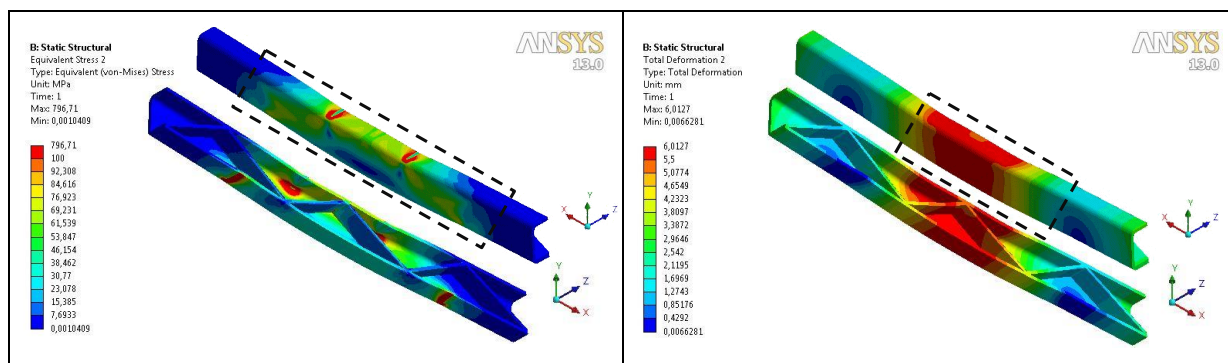 ANSYS
13.0
B: Static Structural
Equivalent Stress 2
Type: Equivalent (von-Mises) Stress
Unit: MPa
Time: 1
Max: 796,71
Min: 0,0010409
796,71
100
92,308
84,616
76,923
69,231
61,539
53,847
46,154
38,462
30,77
23,078
15,385
7,6933
0,0010409
Y
X
Z
Y
Z
X
ANSYS
13.0
B: Static Structural
Total Deformation 2
Type: Total Deformation
Unit: mm
Time: 1
Max: 6,0127
Min: 0,0066281
6,0127
5,5
5,0774
4,6549
4,2323
3,8097
3,3872
2,9646
2,542
2,1195
1,6969
1,2743
0,85176
0,4292
0,0066281
Y
X
Z
Y
Z
X